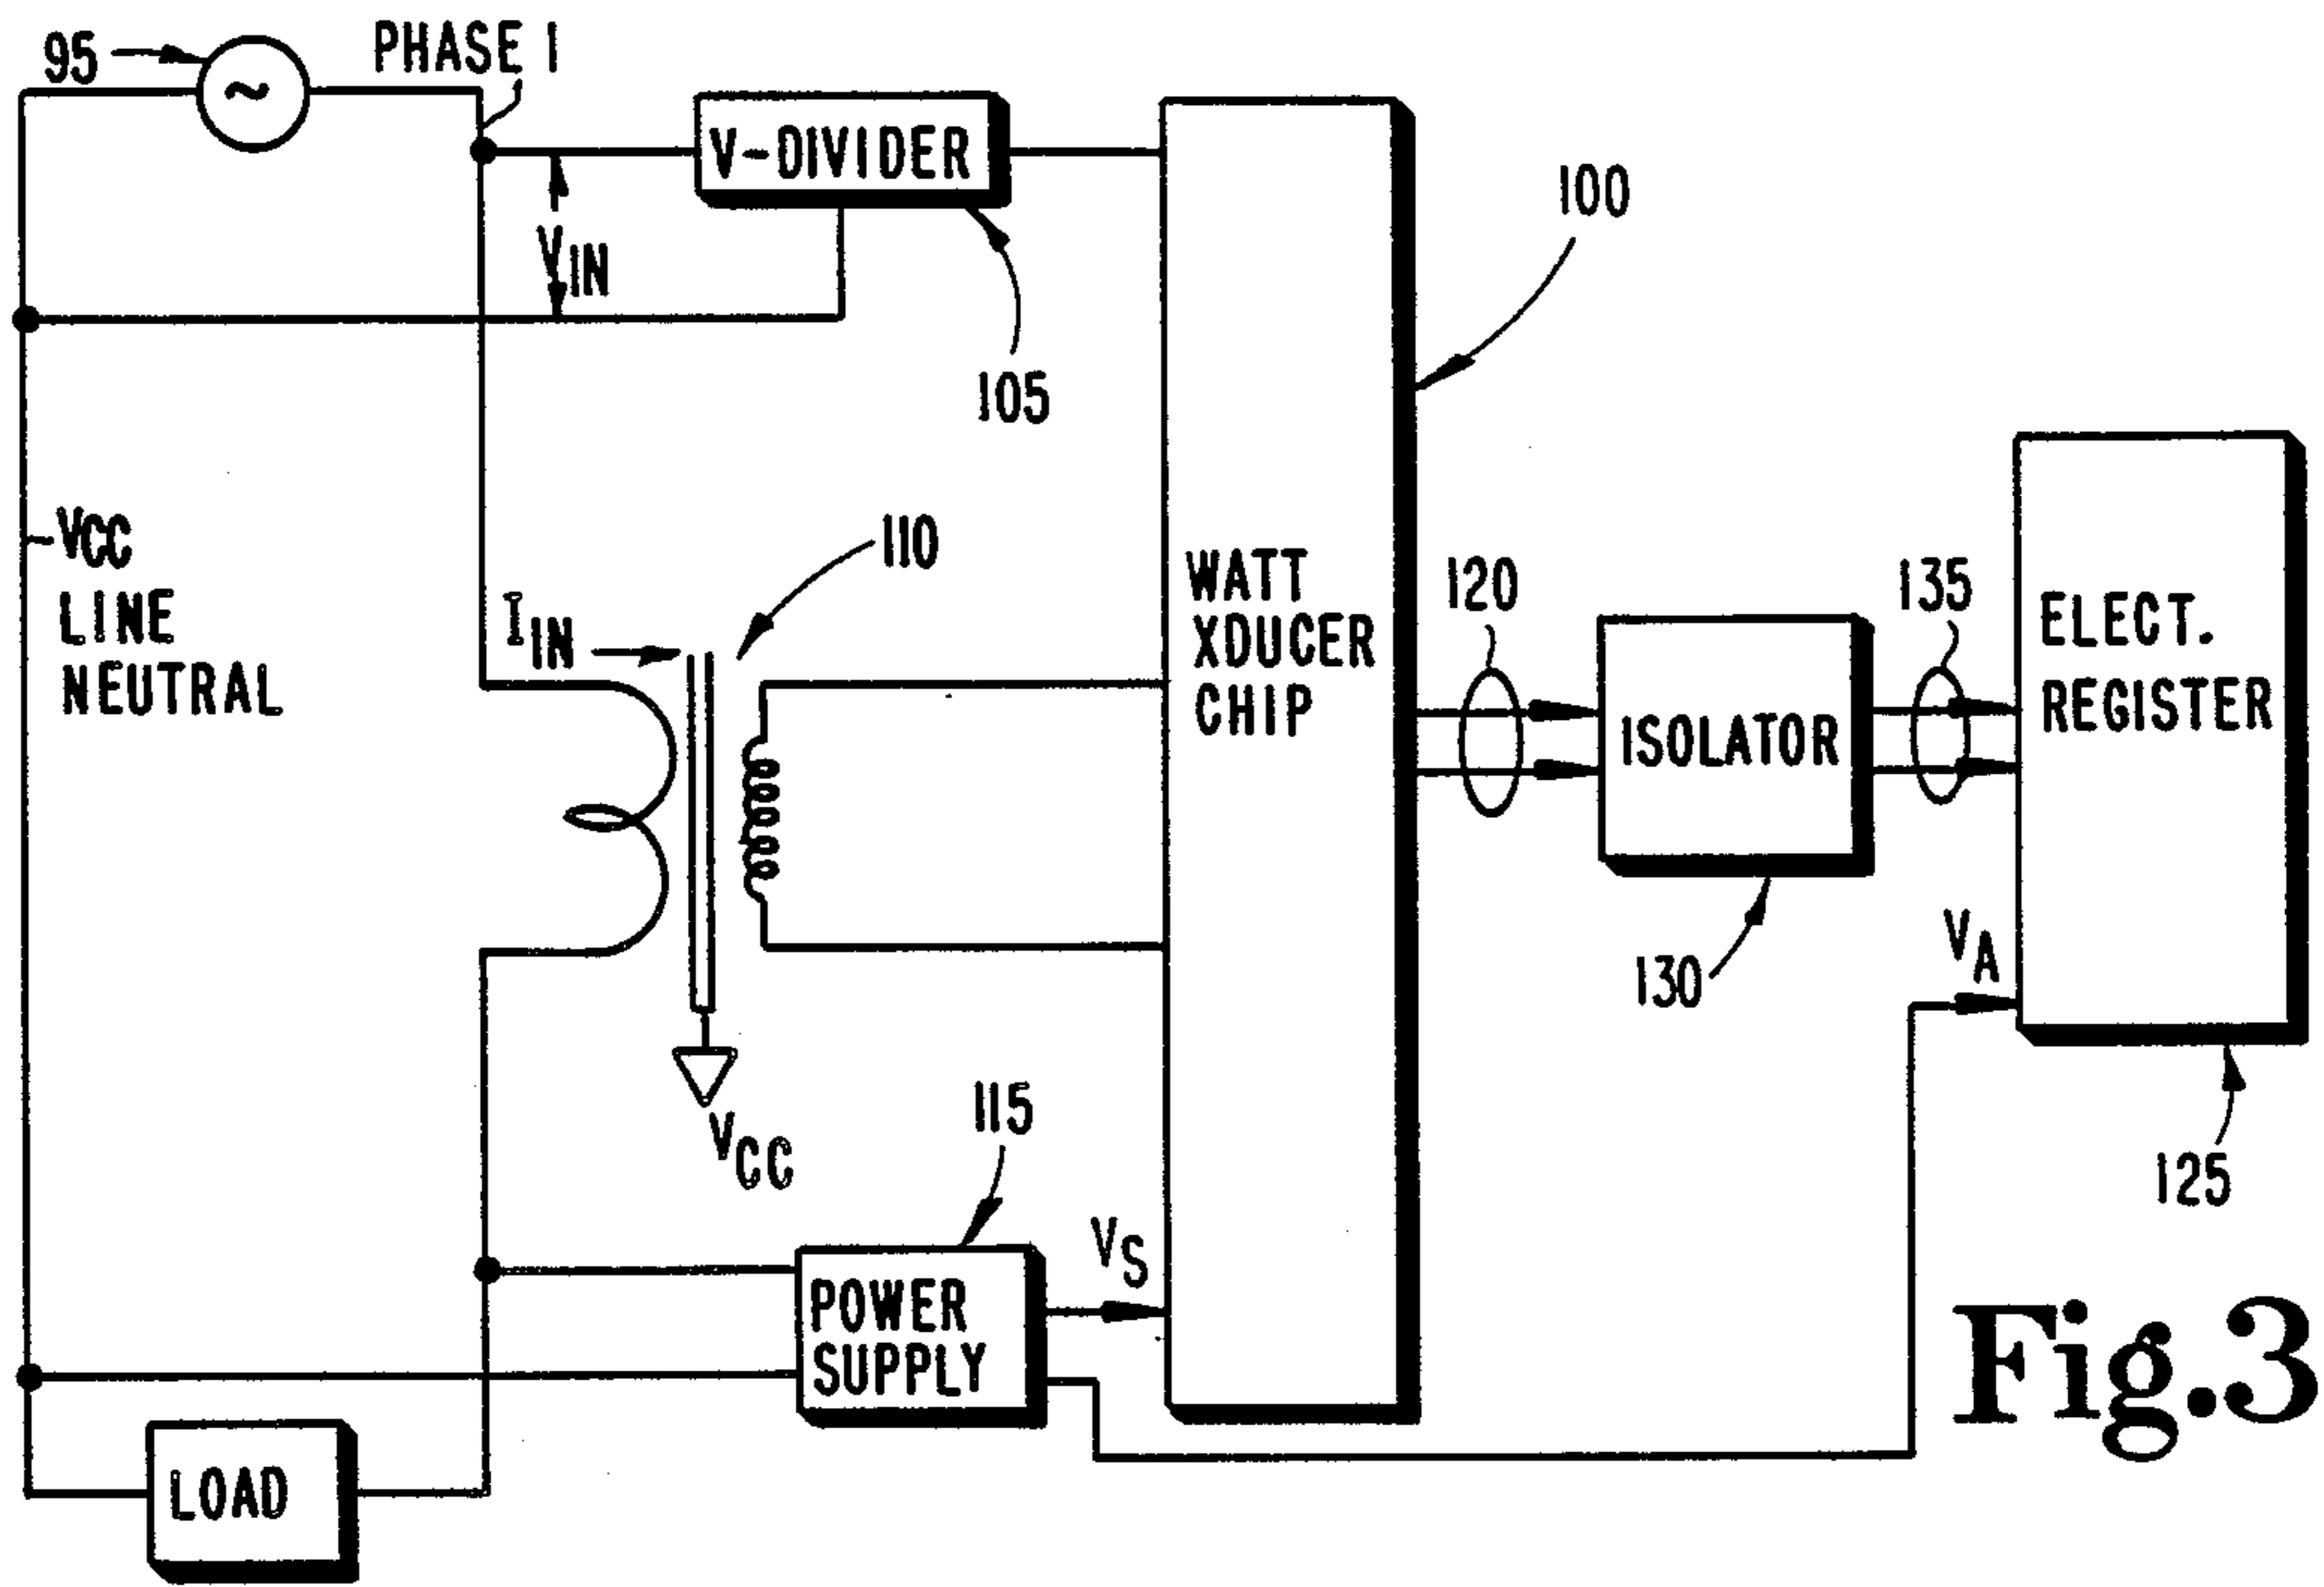 95
PHASE 1
~
V-DIVIDER
100
VIN
105
VCC
LINE
NEUTRAL
110
IIN
WATT
XDUCER
CHIP
120
135
ELECT.
REGISTER
ISOLATOR
VA
130
VCC
115
125
VS
POWER
SUPPLY
LOAD
Fig.3